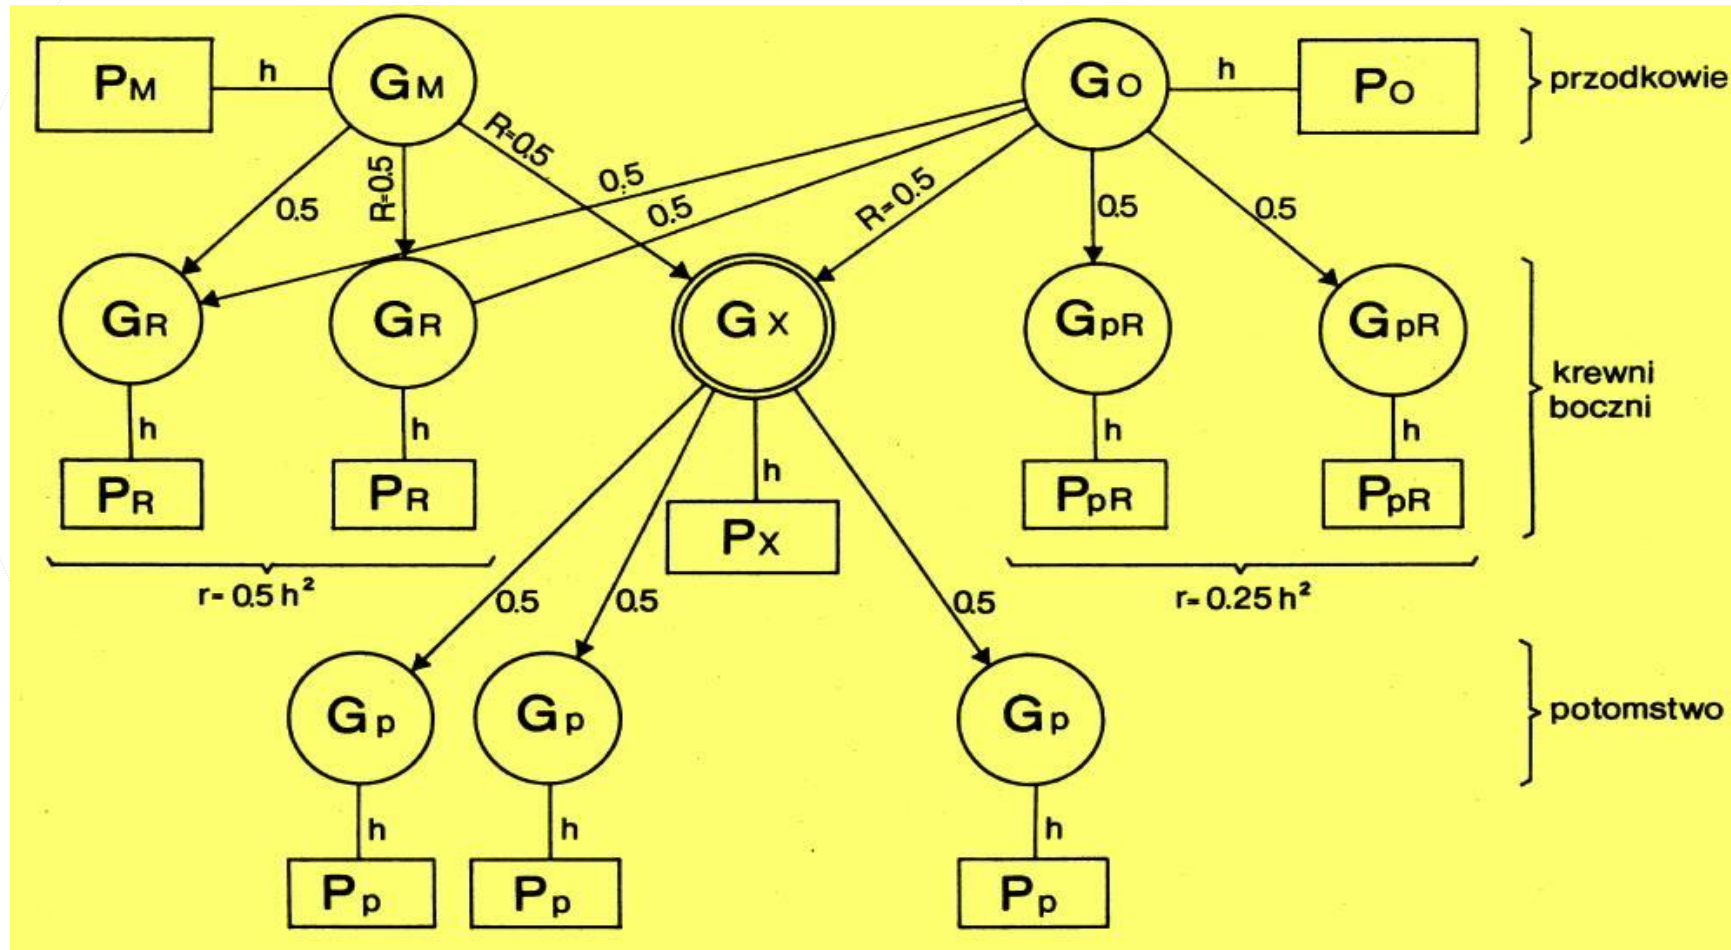 PM h GM GO h PO przodkowie
R=0.5
0.5 R=0.5 0.5 0.5 R=0.5 0.5 0.5
GR GR GX GpR GpR
krewni
boczni
h h h h h
PR PR PX PpR PpR
r=0.5 h²
r=0.25 h²
0.5 0.5 0.5
Gp Gp Gp potomstwo
h h h
Pp Pp Pp